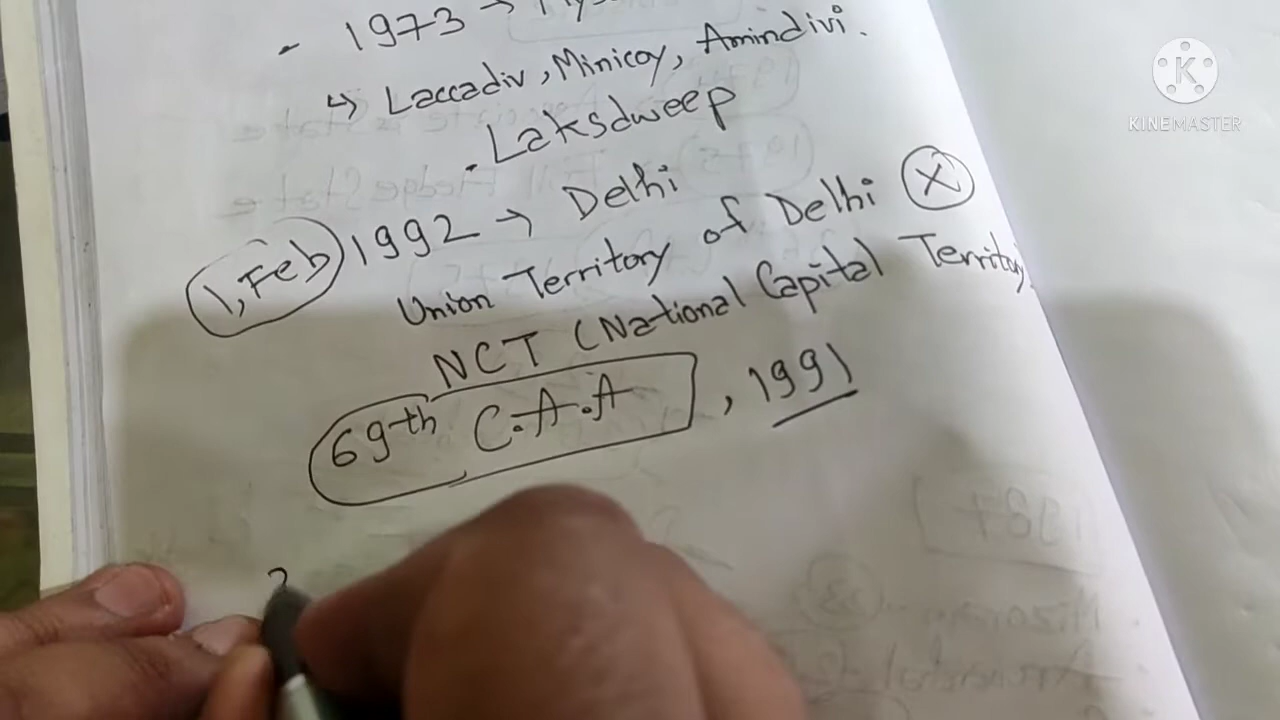 - 1973 →
↳ Laccadiv, Minicoy, Amindivi.
. Laksdweep
1, Feb 1992 → Delhi
Union Territory of Delhi X
NCT (National Capital Territory
69th C.A.A, 1991
K
KINEMASTER